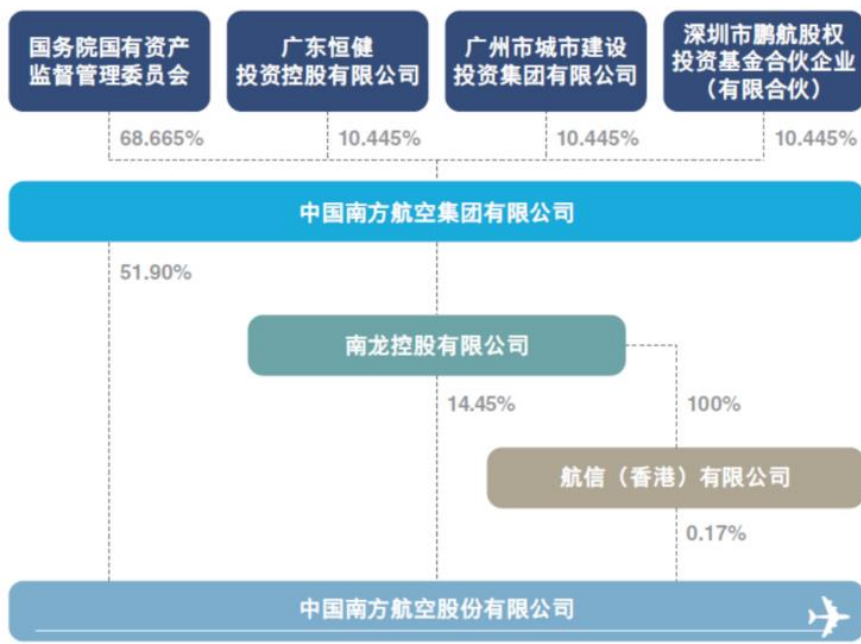 国务院国有资产
监督管理委员会
广东恒健
投资控股有限公司
广州市城市建设
投资集团有限公司
深圳市鹏航股权
投资基金合伙企业
（有限合伙）
68.665%
10.445%
10.445%
10.445%
中国南方航空集团有限公司
51.90%
南龙控股有限公司
14.45%
100%
航信（香港）有限公司
0.17%
中国南方航空股份有限公司